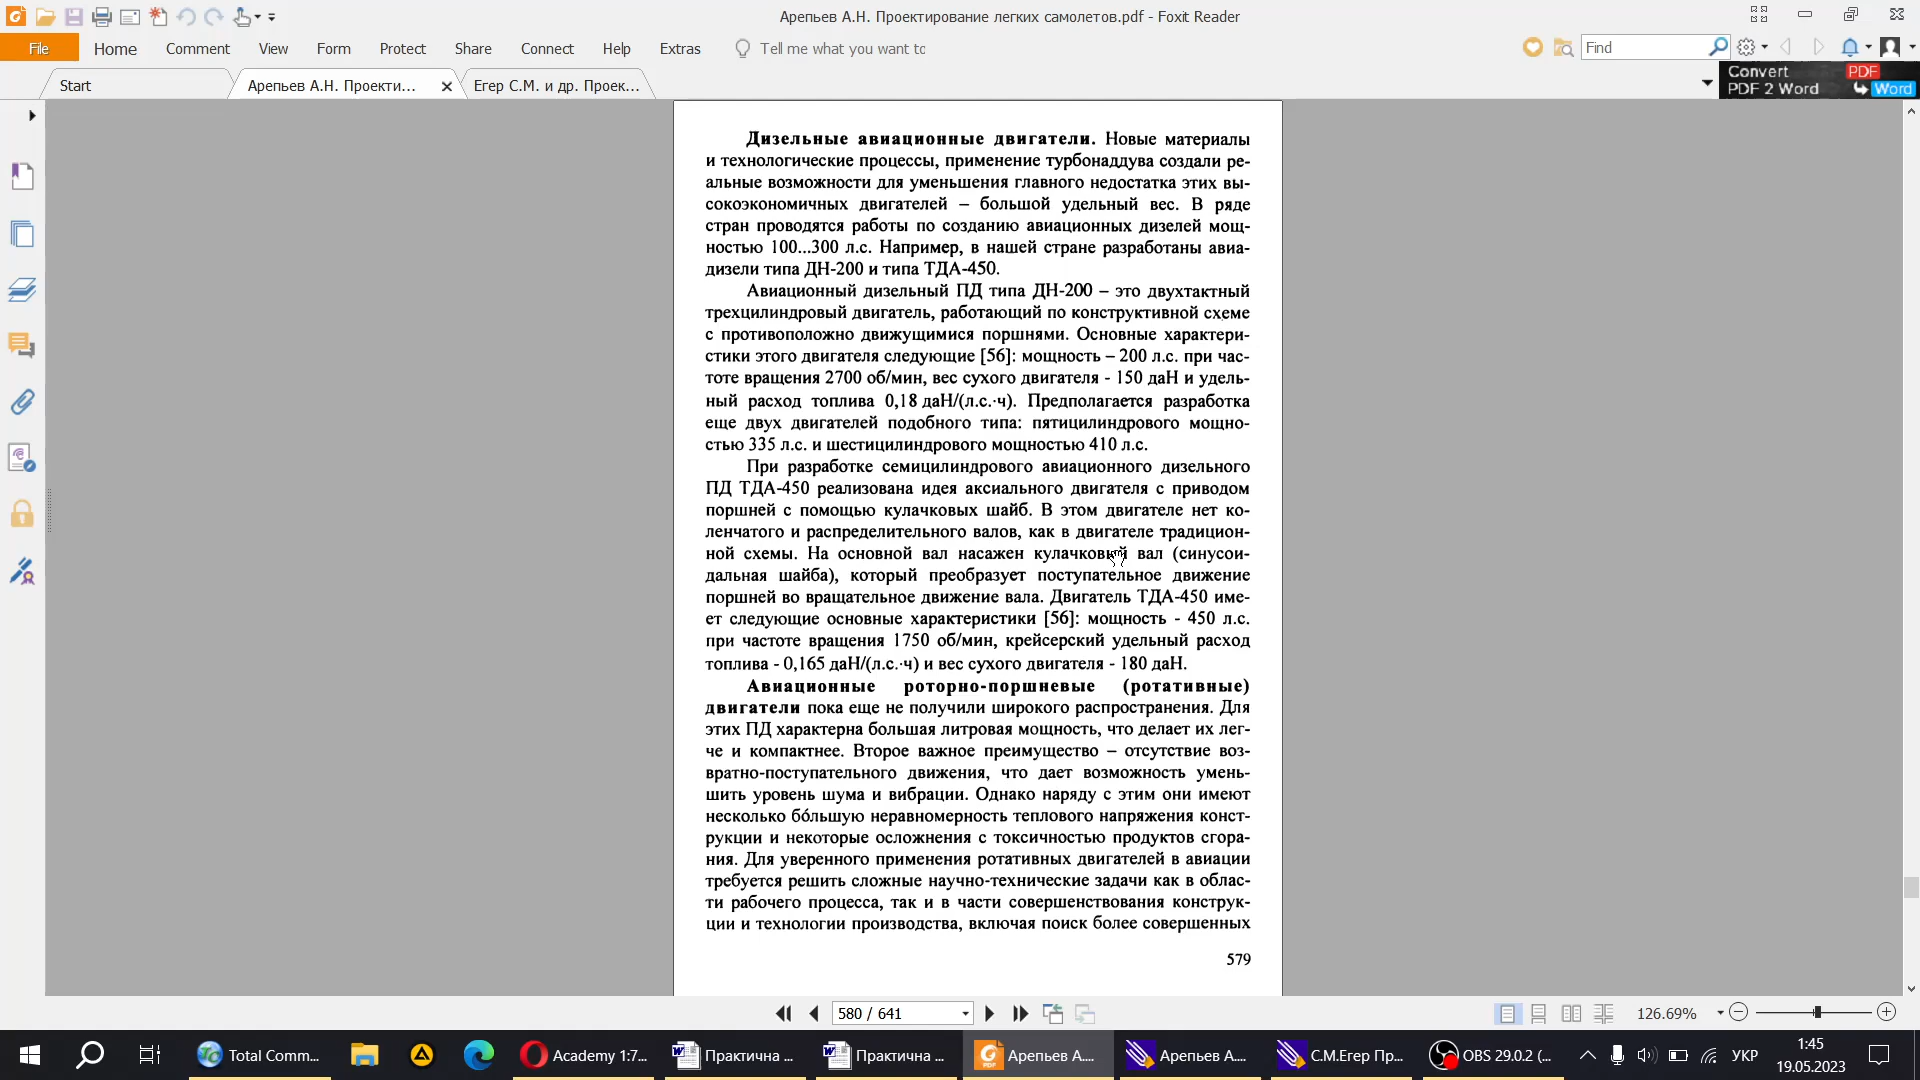 Арепьев А.Н. Проектирование легких самолетов.pdf - Foxit Reader
File Home Comment View Form Protect Share Connect Help Extras Tell me what you want to Find
Start Арепьев А.Н. Проекти... Егер С.М. и др. Проек...
Convert PDF
PDF 2 Word Word
Дизельные авиационные двигатели. Новые материалы
и технологические процессы, применение турбонаддува создали ре-
альные возможности для уменьшения главного недостатка этих вы-
сокоэкономичных двигателей – большой удельный вес. В ряде
стран проводятся работы по созданию авиационных дизелей мощ-
ностью 100...300 л.с. Например, в нашей стране разработаны авиа-
дизели типа ДН-200 и типа ТДА-450.
Авиационный дизельный ПД типа ДН-200 – это двухтактный
трехцилиндровый двигатель, работающий по конструктивной схеме
с противоположно движущимися поршнями. Основные характери-
стики этого двигателя следующие [56]: мощность – 200 л.с. при час-
тоте вращения 2700 об/мин, вес сухого двигателя - 150 даН и удель-
ный расход топлива 0,18 даН/(л.с.·ч). Предполагается разработка
еще двух двигателей подобного типа: пятицилиндрового мощно-
стью 335 л.с. и шестицилиндрового мощностью 410 л.с.
При разработке семицилиндрового авиационного дизельного
ПД ТДА-450 реализована идея аксиального двигателя с приводом
поршней с помощью кулачковых шайб. В этом двигателе нет ко-
ленчатого и распределительного валов, как в двигателе традицион-
ной схемы. На основной вал насажен кулачковый вал (синусои-
дальная шайба), который преобразует поступательное движение
поршней во вращательное движение вала. Двигатель ТДА-450 име-
ет следующие основные характеристики [56]: мощность - 450 л.с.
при частоте вращения 1750 об/мин, крейсерский удельный расход
топлива - 0,165 даН/(л.с.·ч) и вес сухого двигателя - 180 даН.
Авиационные роторно-поршневые (ротативные)
двигатели пока еще не получили широкого распространения. Для
этих ПД характерна большая литровая мощность, что делает их лег-
че и компактнее. Второе важное преимущество – отсутствие воз-
вратно-поступательного движения, что дает возможность умень-
шить уровень шума и вибрации. Однако наряду с этим они имеют
несколько бо́льшую неравномерность теплового напряжения конст-
рукции и некоторые осложнения с токсичностью продуктов сгора-
ния. Для уверенного применения ротативных двигателей в авиации
требуется решить сложные научно-технические задачи как в облас-
ти рабочего процесса, так и в части совершенствования конструк-
ции и технологии производства, включая поиск более совершенных
579
580 / 641 126.69%
Total Comm... Academy 1:7... Практична ... Практична ... Арепьев А.... Арепьев А.... С.М.Егер Пр... OBS 29.0.2 (... УКР 1:45
19.05.2023